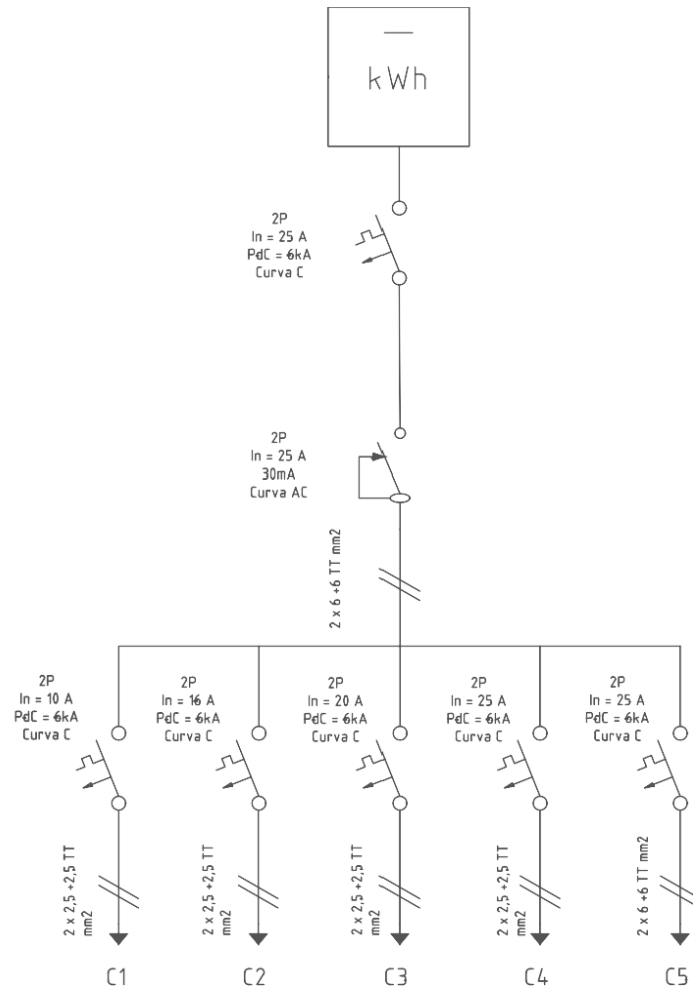 kWh
2P
In = 25 A
PdC = 6kA
Curva C
2P
In = 25 A
30mA
Curva AC
2 x 6 +6 TT mm2
2P
In = 10 A
PdC = 6kA
Curva C
2P
In = 16 A
PdC = 6kA
Curva C
2P
In = 20 A
PdC = 6kA
Curva C
2P
In = 25 A
PdC = 6kA
Curva C
2P
In = 25 A
PdC = 6kA
Curva C
2 x 2,5 +2,5 TT
mm2
2 x 2,5 +2,5 TT
mm2
2 x 2,5 +2,5 TT
mm2
2 x 2,5 +2,5 TT
mm2
2 x 6 +6 TT mm2
C1
C2
C3
C4
C5